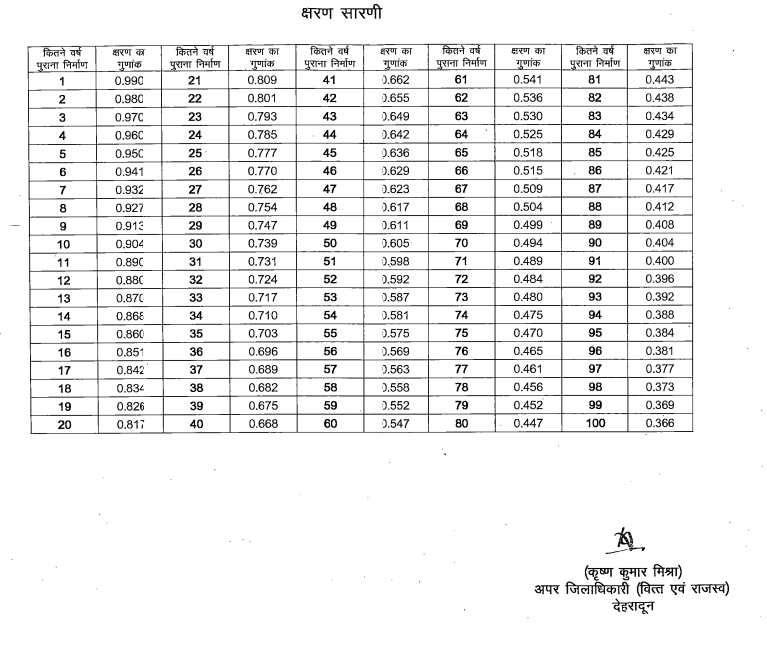 क्षरण सारणी
कितने वर्ष क्षरण का कितने वर्ष क्षरण का कितने वर्ष क्षरण का कितने वर्ष क्षरण का कितने वर्ष क्षरण का
पुराना निर्माण गुणांक पुराना निर्माण गुणांक पुराना निर्माण गुणांक पुराना निर्माण गुणांक पुराना निर्माण गुणांक
1 0.990 21 0.809 41 0.662 61 0.541 81 0.443
2 0.980 22 0.801 42 0.655 62 0.536 82 0.438
3 0.970 23 0.793 43 0.649 63 0.530 83 0.434
4 0.960 24 0.785 44 0.642 64 0.525 84 0.429
5 0.950 25 0.777 45 0.636 65 0.518 85 0.425
6 0.941 26 0.770 46 0.629 66 0.515 86 0.421
7 0.932 27 0.762 47 0.623 67 0.509 87 0.417
8 0.927 28 0.754 48 0.617 68 0.504 88 0.412
9 0.913 29 0.747 49 0.611 69 0.499 89 0.408
10 0.904 30 0.739 50 0.605 70 0.494 90 0.404
11 0.890 31 0.731 51 0.598 71 0.489 91 0.400
12 0.880 32 0.724 52 0.592 72 0.484 92 0.396
13 0.870 33 0.717 53 0.587 73 0.480 93 0.392
14 0.868 34 0.710 54 0.581 74 0.475 94 0.388
15 0.860 35 0.703 55 0.575 75 0.470 95 0.384
16 0.851 36 0.696 56 0.569 76 0.465 96 0.381
17 0.842 37 0.689 57 0.563 77 0.461 97 0.377
18 0.834 38 0.682 58 0.558 78 0.456 98 0.373
19 0.826 39 0.675 59 0.552 79 0.452 99 0.369
20 0.817 40 0.668 60 0.547 80 0.447 100 0.366
(कृष्ण कुमार मिश्रा)
अपर जिलाधिकारी (वित्त एवं राजस्व)
देहरादून